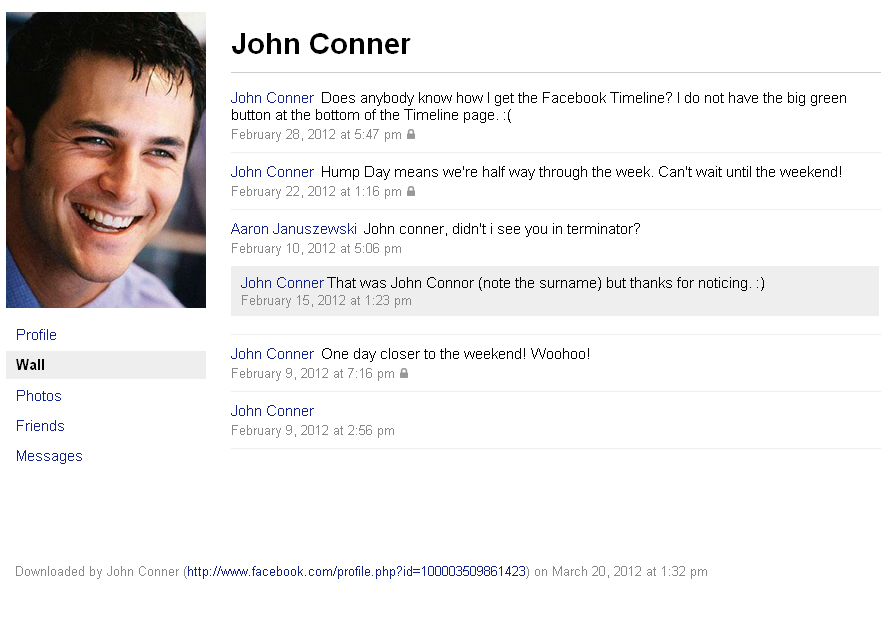 John Conner
John Conner Does anybody know how I get the Facebook Timeline? I do not have the big green
button at the bottom of the Timeline page. :(
February 28, 2012 at 5:47 pm
John Conner Hump Day means we're half way through the week. Can't wait until the weekend!
February 22, 2012 at 1:16 pm
Aaron Januszewski John conner, didn't i see you in terminator?
February 10, 2012 at 5:06 pm
John Conner That was John Connor (note the surname) but thanks for noticing. :)
February 15, 2012 at 1:23 pm
John Conner One day closer to the weekend! Woohoo!
February 9, 2012 at 7:16 pm
John Conner
February 9, 2012 at 2:56 pm
Profile
Wall
Photos
Friends
Messages
Downloaded by John Conner (http://www.facebook.com/profile.php?id=100003509861423) on March 20, 2012 at 1:32 pm